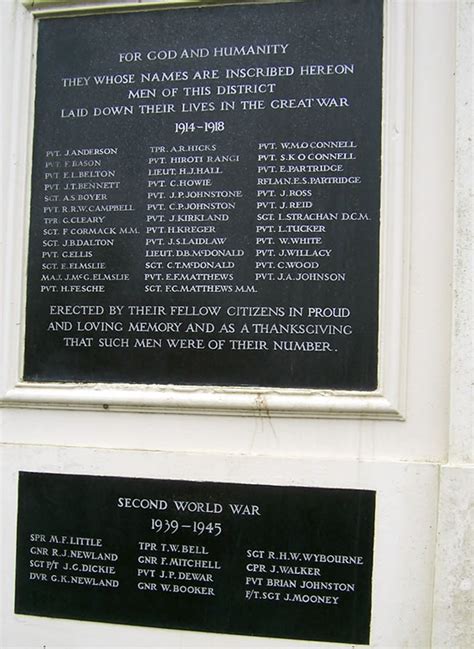 FOR GOD AND HUMANITY
THEY WHOSE NAMES ARE INSCRIBED HEREON
MEN OF THIS DISTRICT
LAID DOWN THEIR LIVES IN THE GREAT WAR
1914-1918
PVT. J. ANDERSON
PVT. F. BASON
PVT. E. L. BELTON
PVT. J. T. BENNETT
SGT. A.S. BOYER
PVT. R.R.W. CAMPBELL
TPR. G. CLEARY
SGT. F. CORMACK M.M.
SGT. J.B. DALTON
PVT. G. ELLIS
SGT. E. ELMSLIE
MAJ. J. McG. ELMSLIE
PVT. H. FESCHE
TPR. A.R. HICKS
PVT. HIROTI RANGI
LIEUT. H.J. HALL
PVT. C. HOWIE
PVT. J.P. JOHNSTONE
PVT. C.P. JOHNSTON
PVT. J. KIRKLAND
PVT. H. KREGER
PVT. J.S. LAIDLAW
LIEUT. D.B. McDONALD
SGT. C.T. McDONALD
PVT. E.F. MATTHEWS
SGT. F.C. MATTHEWS M.M.
PVT. W.M. O CONNELL
PVT. S.K. O CONNELL
PVT. E. PARTRIDGE
RFLMN. E.S. PARTRIDGE
PVT. J. ROSS
PVT. J. REID
SGT. L. STRACHAN D.C.M.
PVT. L. TUCKER
PVT. W. WHITE
PVT. J. WILLACY
PVT. C. WOOD
PVT. J.A. JOHNSON
ERECTED BY THEIR FELLOW CITIZENS IN PROUD
AND LOVING MEMORY AND AS A THANKSGIVING
THAT SUCH MEN WERE OF THEIR NUMBER.
SECOND WORLD WAR
1939-1945
SPR M.F. LITTLE
GNR R.J. NEWLAND
SGT F/T J.G. DICKIE
DVR G.K. NEWLAND
TPR T.W. BELL
GNR F. MITCHELL
PVT J.P. DEWAR
GNR W. BOOKER
SGT R.H.W. WYBOURNE
CPR J. WALKER
PVT BRIAN JOHNSTON
F/T. SGT J. MOONEY